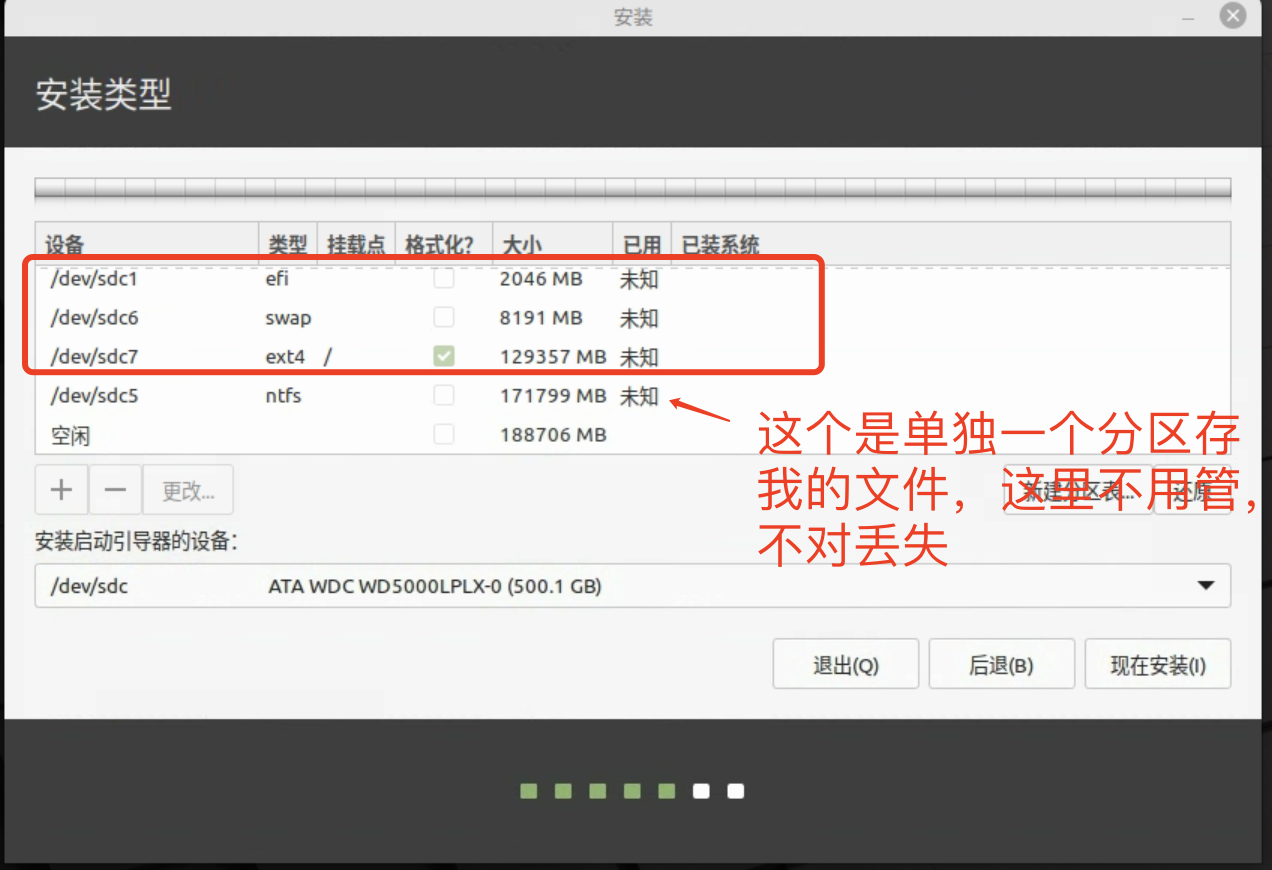 安装
安装类型
设备 类型 挂载点 格式化? 大小 已用 已装系统
/dev/sdc1 efi 2046 MB 未知
/dev/sdc6 swap 8191 MB 未知
/dev/sdc7 ext4 / 129357 MB 未知
/dev/sdc5 ntfs 171799 MB 未知
空闲 188706 MB
这个是单独一个分区存
我的文件，这里不用管，
不对丢失
+ − 更改... 新建分区表... 还原
安装启动引导器的设备：
/dev/sdc ATA WDC WD5000LPLX-0 (500.1 GB)
退出(Q) 后退(B) 现在安装(I)